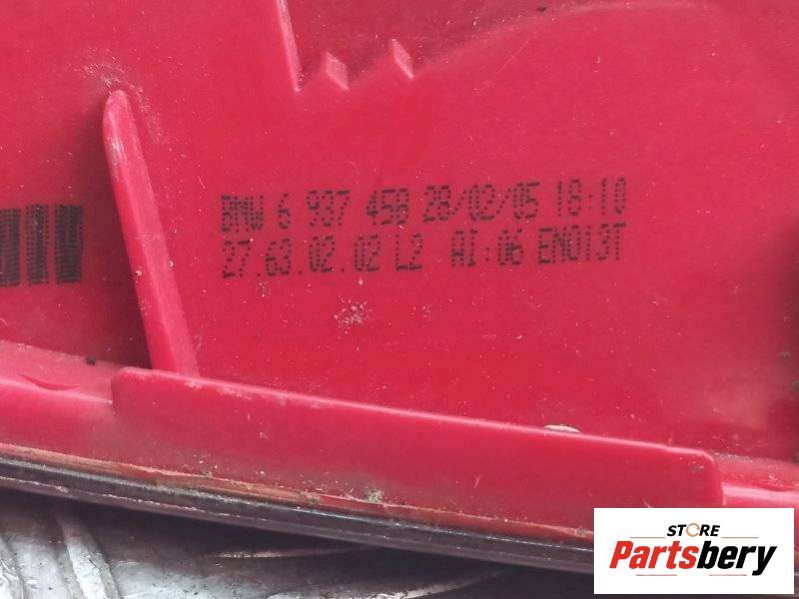 BMW 6 937 458 28/02/05 18:10
27.63.02.02 L2 AI:06 EN013T
STORE
Partsbery